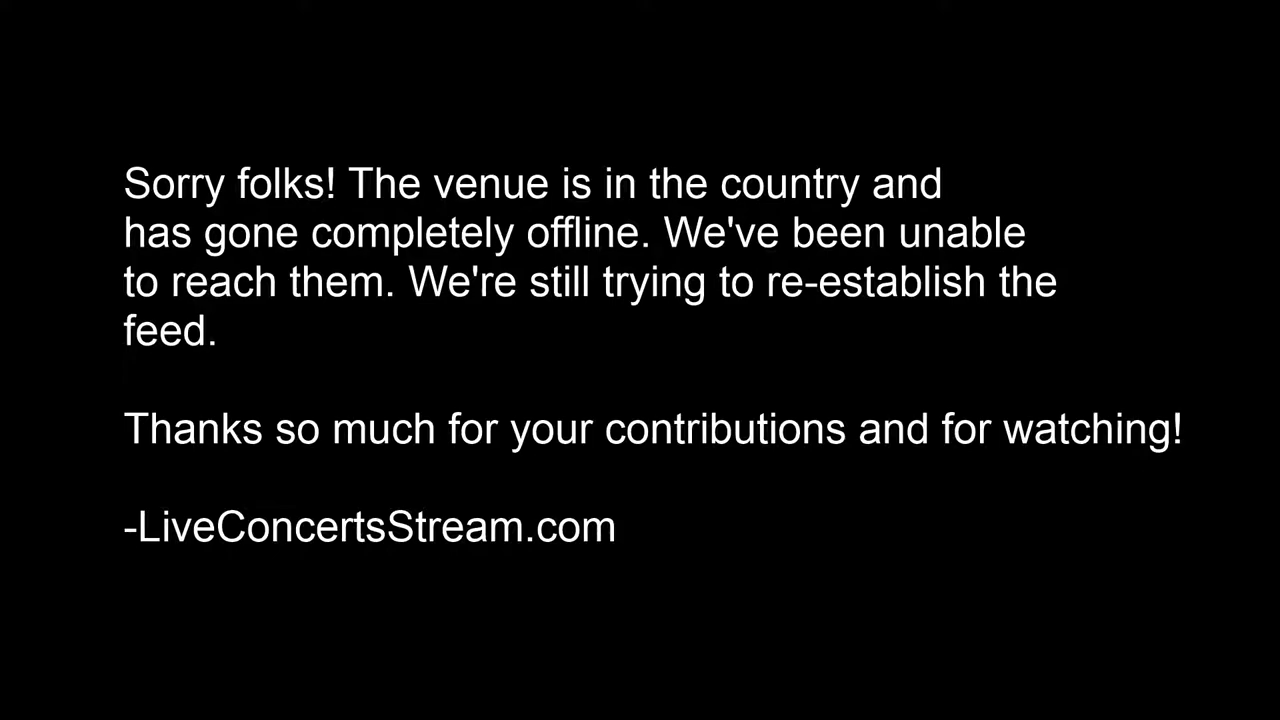 Sorry folks! The venue is in the country and
has gone completely offline. We've been unable
to reach them. We're still trying to re-establish the
feed.
Thanks so much for your contributions and for watching!
-LiveConcertsStream.com